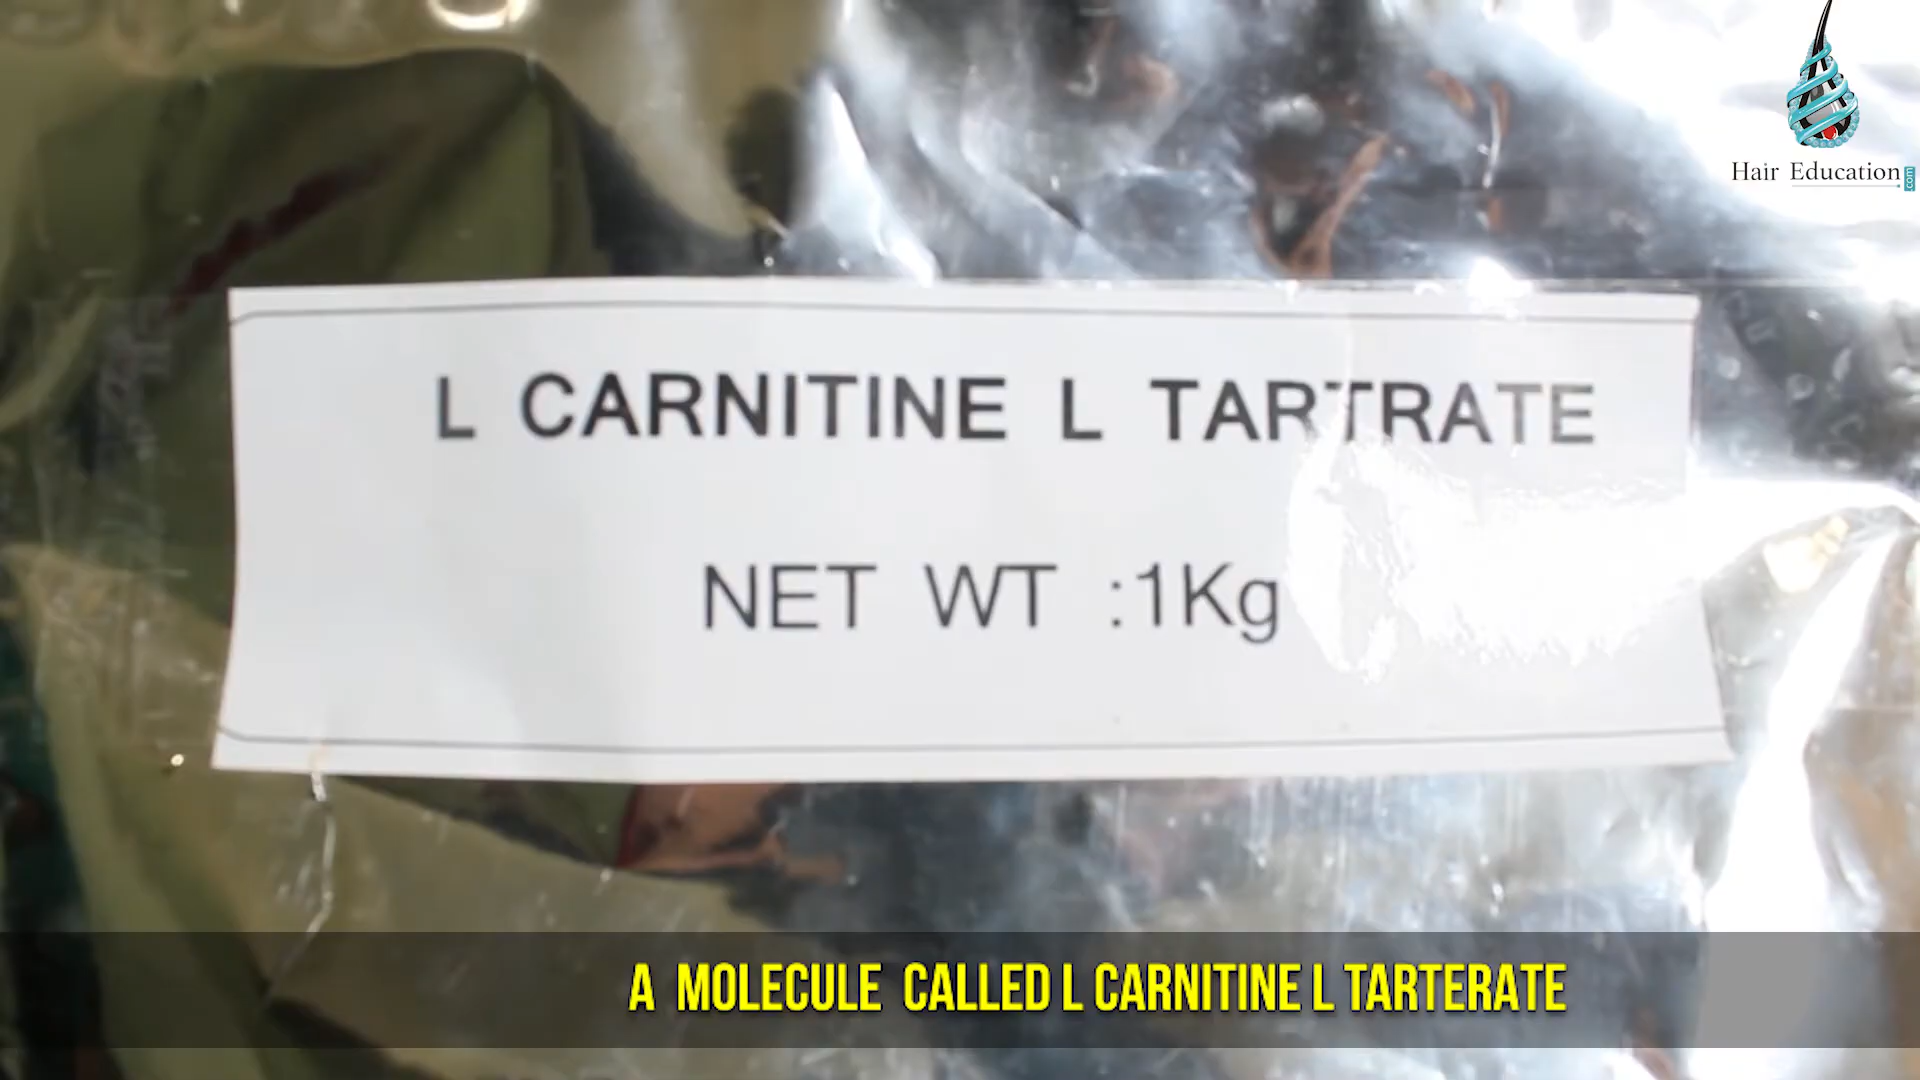 Hair Education
.com
L CARNITINE L TARTRATE
NET WT :1Kg
A MOLECULE CALLED L CARNITINE L TARTERATE